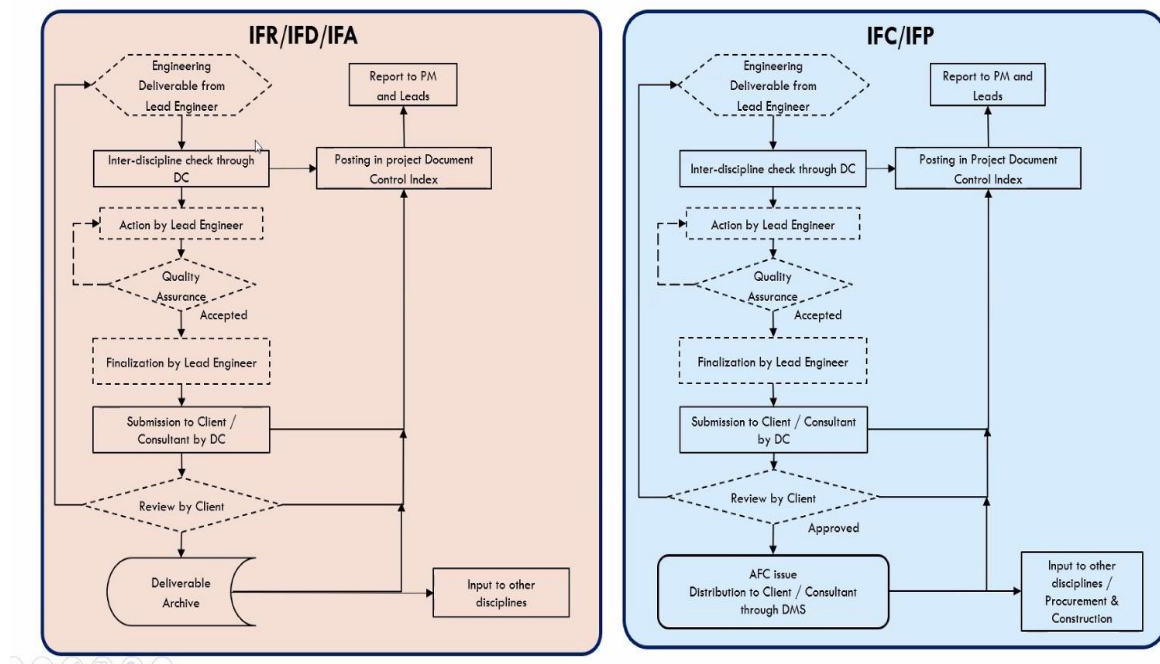 IFR/IFD/IFA
Engineering
Deliverable from
Lead Engineer
Report to PM
and Leads
Inter-discipline check through
DC
Posting in project Document
Control Index
Action by Lead Engineer
Quality
Assurance
Accepted
Finalization by Lead Engineer
Submission to Client /
Consultant by DC
Review by Client
Deliverable
Archive
Input to other
disciplines
IFC/IFP
Engineering
Deliverable from
Lead Engineer
Report to PM and
Leads
Inter-discipline check through DC
Posting in Project Document
Control Index
Action by Lead Engineer
Quality
Assurance
Accepted
Finalization by Lead Engineer
Submission to Client / Consultant
by DC
Review by Client
Approved
AFC issue
Distribution to Client / Consultant
through DMS
Input to other
disciplines /
Procurement &
Construction